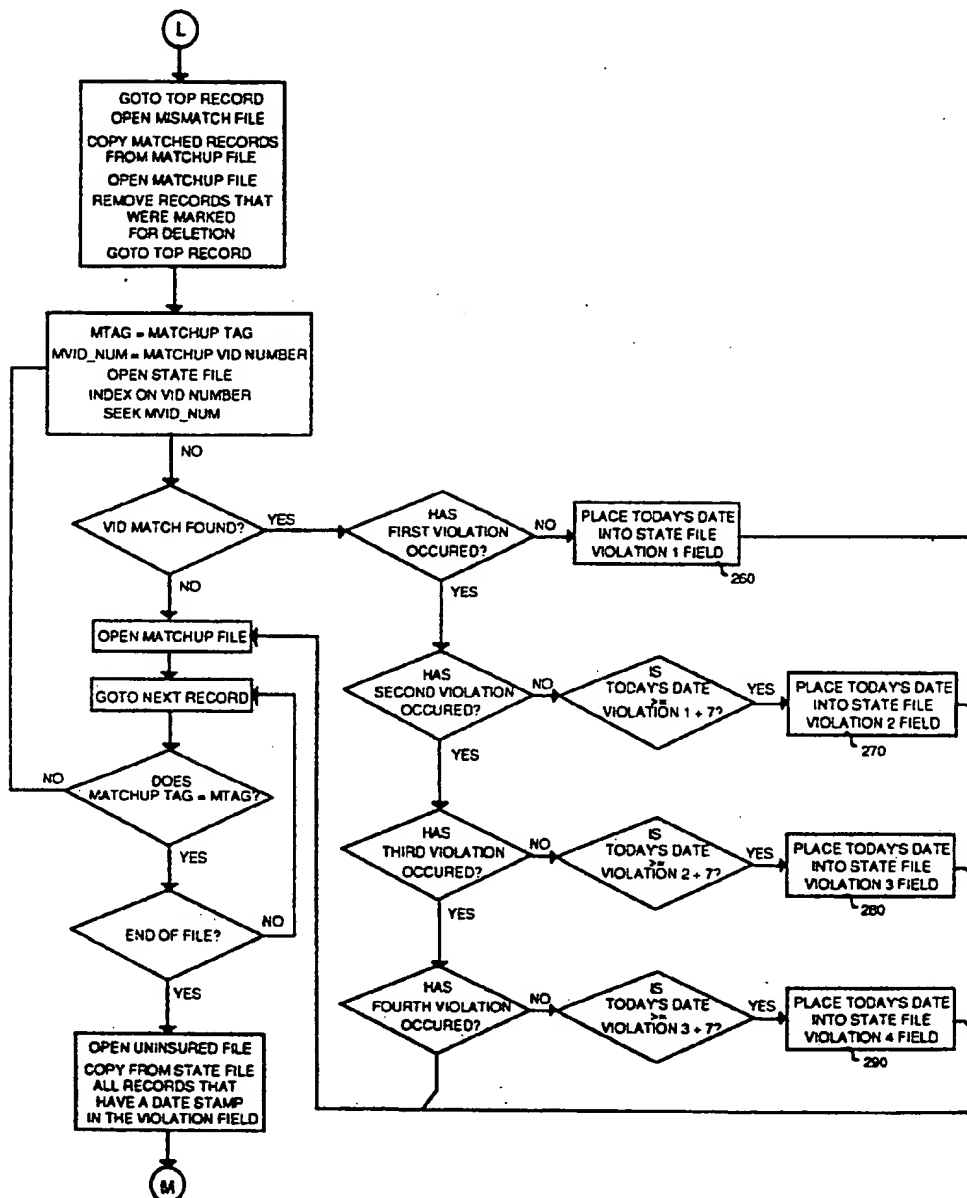 L
GOTO TOP RECORD
OPEN MISMATCH FILE
COPY MATCHED RECORDS
FROM MATCHUP FILE
OPEN MATCHUP FILE
REMOVE RECORDS THAT
WERE MARKED
FOR DELETION
GOTO TOP RECORD
MTAG = MATCHUP TAG
MVID_NUM = MATCHUP VID NUMBER
OPEN STATE FILE
INDEX ON VID NUMBER
SEEK MVID_NUM
NO
VID MATCH FOUND?
YES
HAS
FIRST VIOLATION
OCCURED?
NO
PLACE TODAY'S DATE
INTO STATE FILE
VIOLATION 1 FIELD
260
NO
YES
OPEN MATCHUP FILE
GOTO NEXT RECORD
HAS
SECOND VIOLATION
OCCURED?
NO
IS
TODAY'S DATE
>=
VIOLATION 1 + 7?
YES
PLACE TODAY'S DATE
INTO STATE FILE
VIOLATION 2 FIELD
270
YES
NO
DOES
MATCHUP TAG = MTAG?
YES
HAS
THIRD VIOLATION
OCCURED?
NO
IS
TODAY'S DATE
>=
VIOLATION 2 + 7?
YES
PLACE TODAY'S DATE
INTO STATE FILE
VIOLATION 3 FIELD
280
YES
END OF FILE?
NO
YES
HAS
FOURTH VIOLATION
OCCURED?
NO
IS
TODAY'S DATE
>=
VIOLATION 3 + 7?
YES
PLACE TODAY'S DATE
INTO STATE FILE
VIOLATION 4 FIELD
290
OPEN UNINSURED FILE
COPY FROM STATE FILE
ALL RECORDS THAT
HAVE A DATE STAMP
IN THE VIOLATION FIELD
M